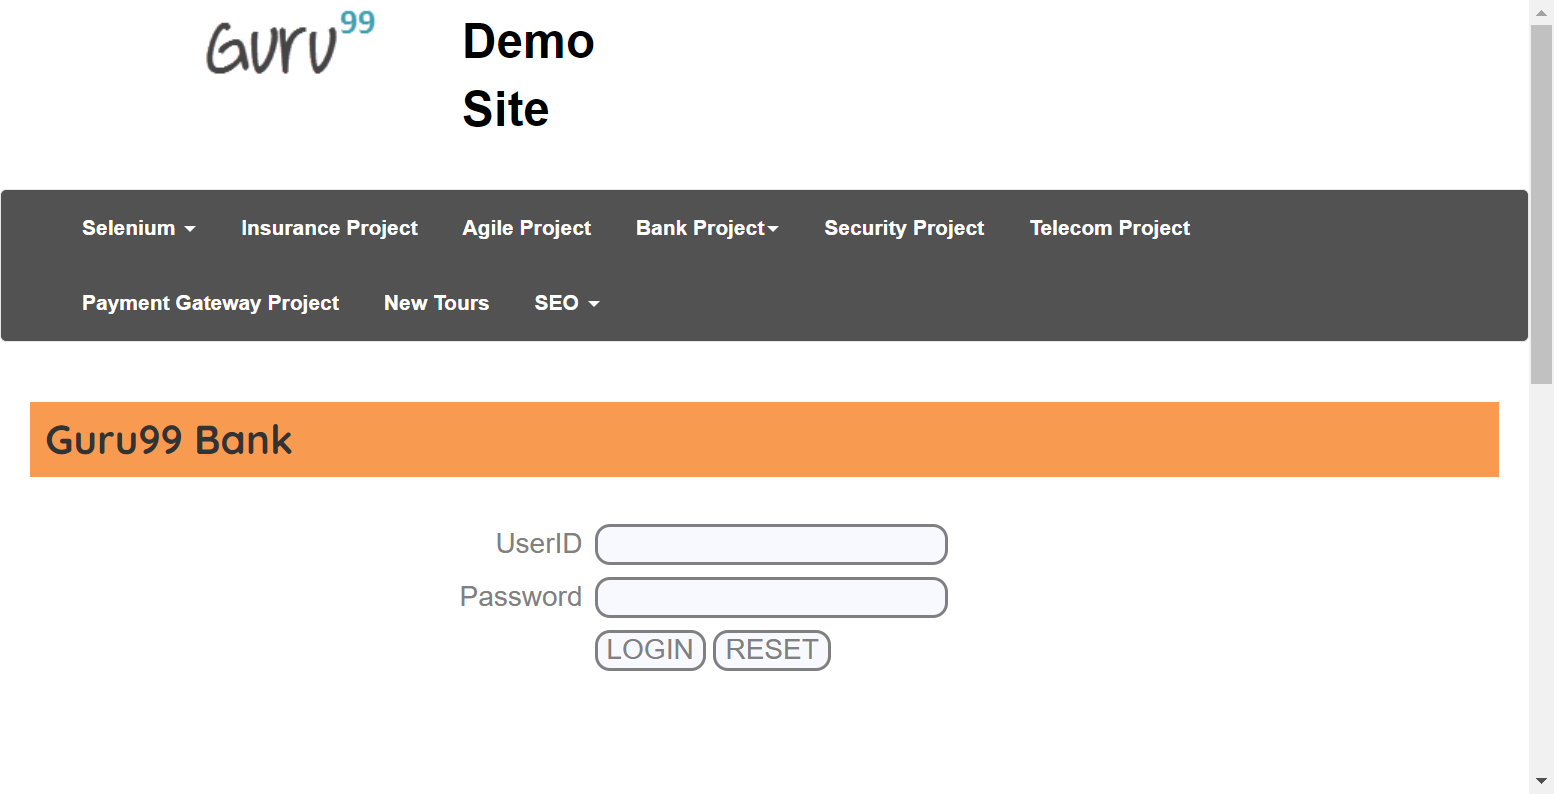 Guru99
Demo
Site
Selenium Insurance Project Agile Project Bank Project Security Project Telecom Project
Payment Gateway Project New Tours SEO
Guru99 Bank
UserID
Password
LOGIN RESET